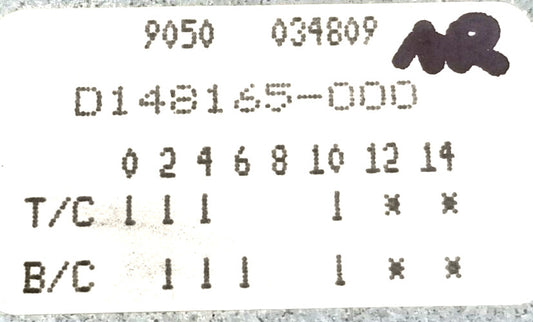 9050 034809 NR
D148165-000
0 2 4 6 8 10 12 14
T/C 1 1 1 1 * *
B/C 1 1 1 1 * *